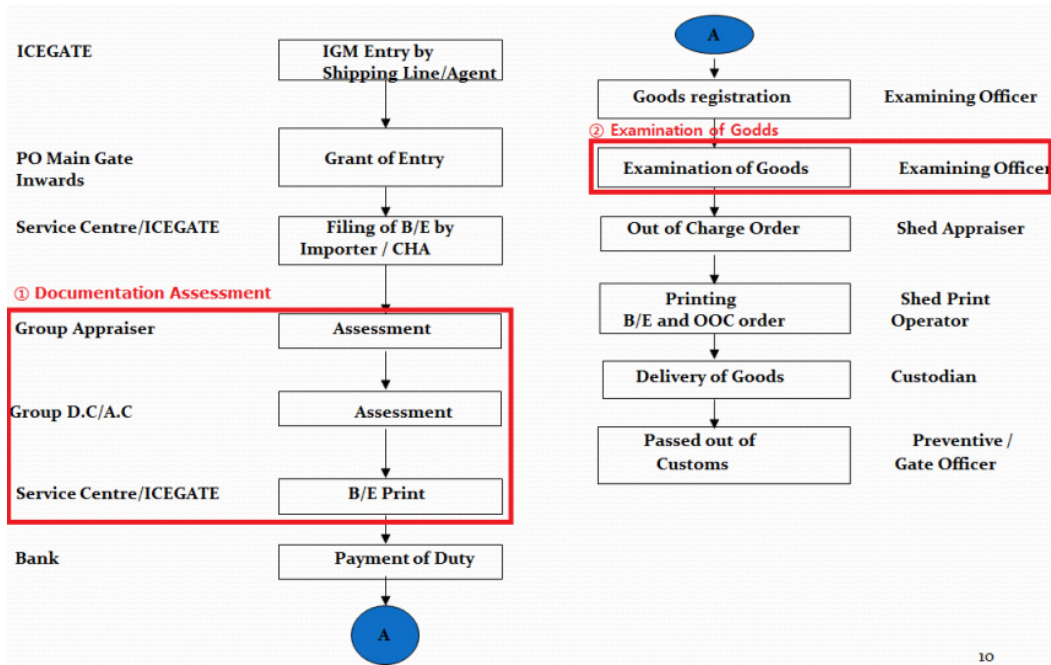 ICEGATE
IGM Entry by
Shipping Line/Agent
PO Main Gate
Inwards
Grant of Entry
Service Centre/ICEGATE
Filing of B/E by
Importer / CHA
① Documentation Assessment
Group Appraiser
Assessment
Group D.C/A.C
Assessment
Service Centre/ICEGATE
B/E Print
Bank
Payment of Duty
A
A
Goods registration
Examining Officer
② Examination of Godds
Examination of Goods
Examining Officer
Out of Charge Order
Shed Appraiser
Printing
B/E and OOC order
Shed Print
Operator
Delivery of Goods
Custodian
Passed out of
Customs
Preventive /
Gate Officer
10